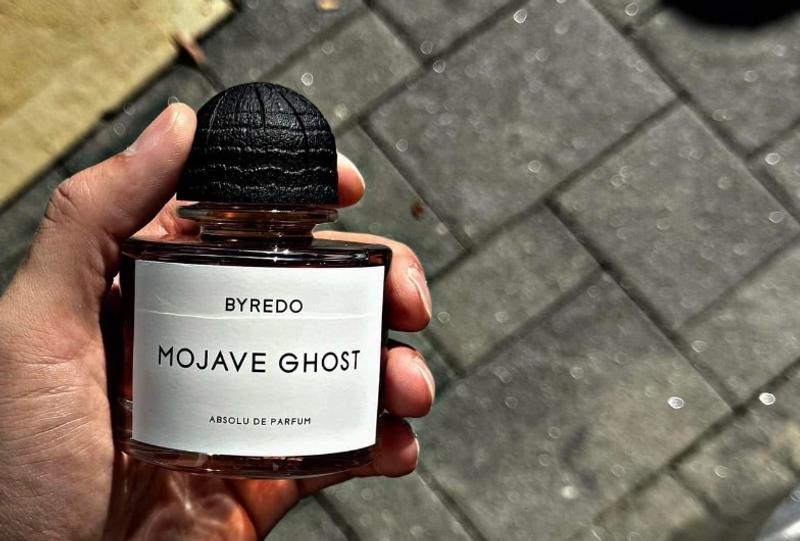 BYREDO
MOJAVE GHOST
ABSOLU DE PARFUM